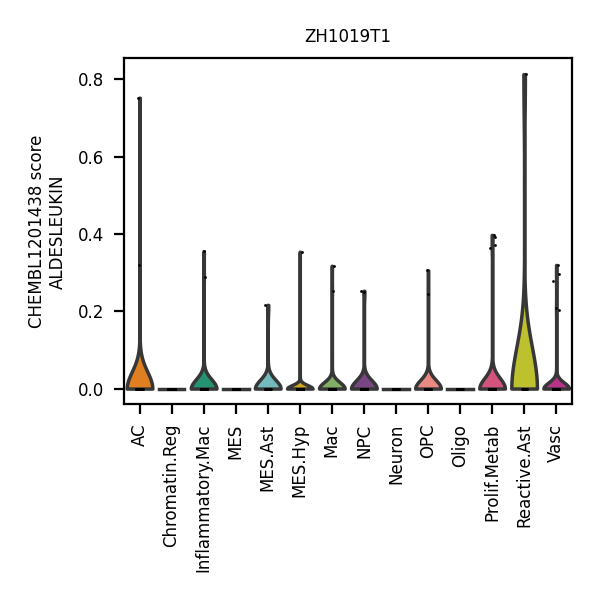 ZH1019T1
CHEMBL1201438 score
ALDESLEUKIN
0.8
0.6
0.4
0.2
0.0
AC
Chromatin.Reg
Inflammatory.Mac
MES
MES.Ast
MES.Hyp
Mac
NPC
Neuron
OPC
Oligo
Prolif.Metab
Reactive.Ast
Vasc